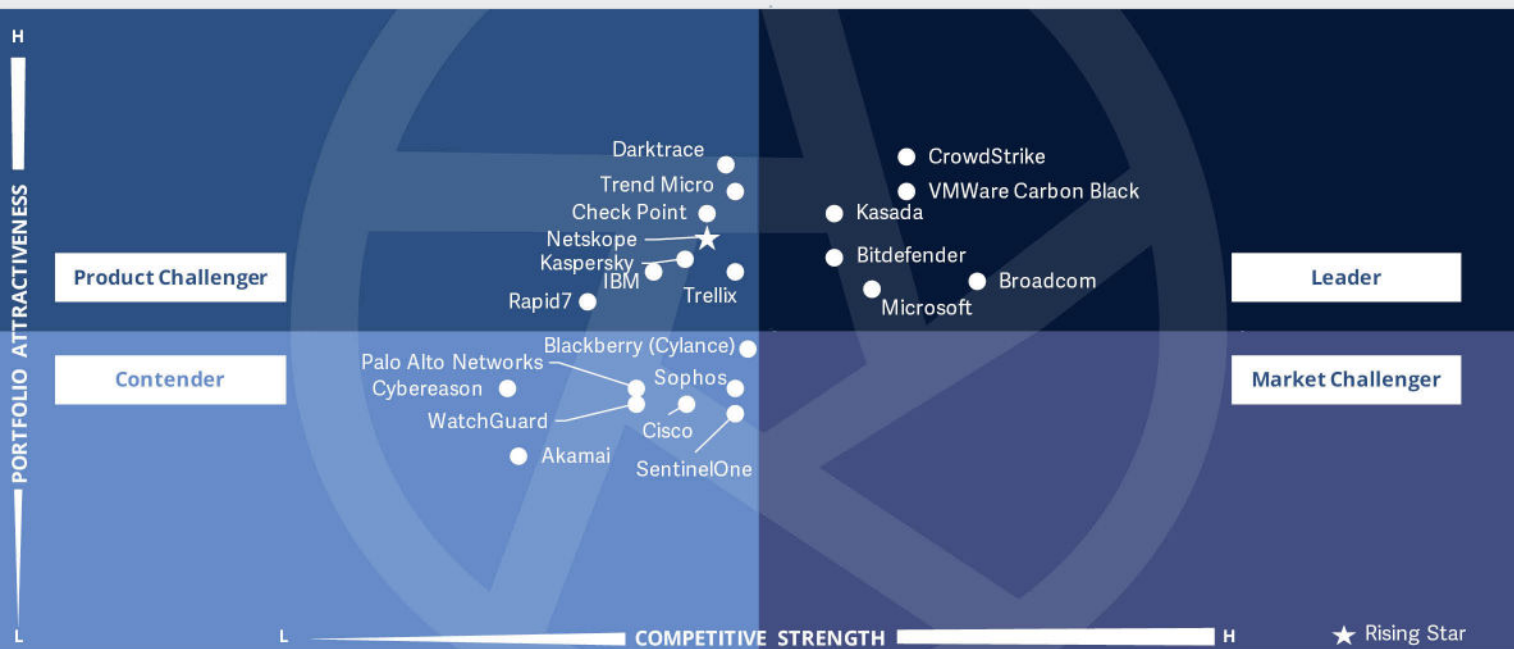 H
Darktrace
CrowdStrike
Trend Micro
VMWare Carbon Black
Check Point
Kasada
Netskope
Kaspersky
Bitdefender
IBM
Product Challenger
Leader
Trellix
Broadcom
Rapid7
Microsoft
PORTFOLIO ATTRACTIVENESS
Blackberry (Cylance)
Palo Alto Networks
Contender
Sophos
Market Challenger
Cybereason
WatchGuard
Cisco
Akamai
SentinelOne
L
L
COMPETITIVE STRENGTH
H
Rising Star